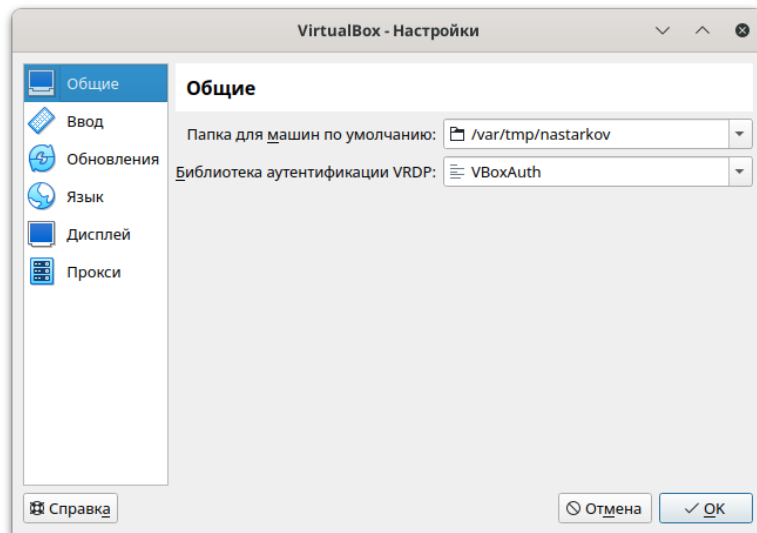 VirtualBox - Настройки
Общие
Ввод
Обновления
Язык
Дисплей
Прокси
Общие
Папка для машин по умолчанию: /var/tmp/nastarkov
Библиотека аутентификации VRDP: VBoxAuth
Справка
Отмена
OK